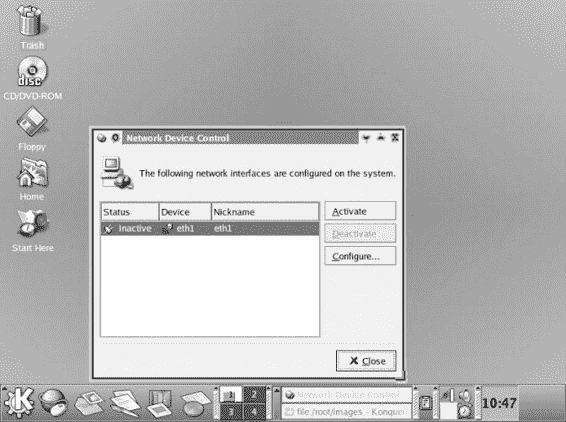 Trash
disc
CD/DVD-ROM
Floppy
Home
Start Here
Network Device Control
The following network interfaces are configured on the system.
Status Device Nickname
Inactive eth1 eth1
Activate
Deactivate
Configure...
Close
1 2
3 4
Network Device Control
file:/root/images - Konque
10:47